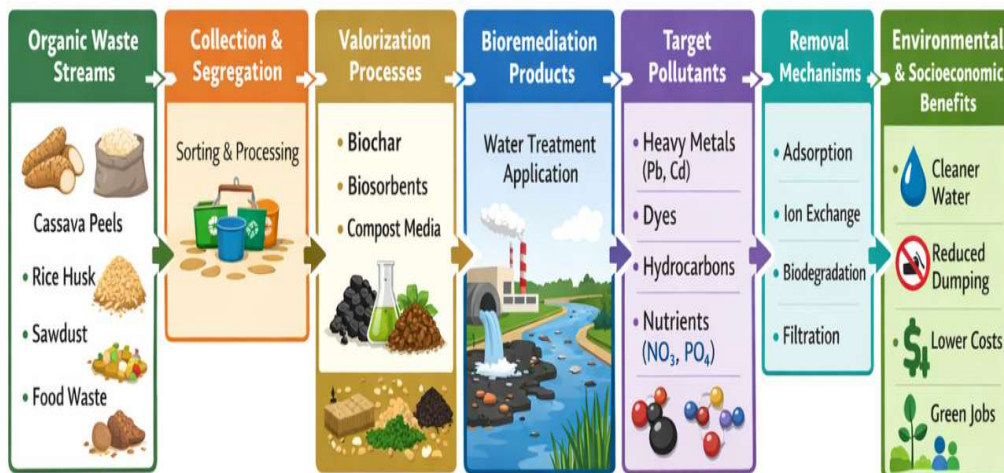 Organic Waste
Streams
Cassava Peels
• Rice Husk
• Sawdust
• Food Waste
Collection &
Segregation
Sorting & Processing
Valorization
Processes
• Biochar
• Biosorbents
• Compost Media
Bioremediation
Products
Water Treatment
Application
Target
Pollutants
• Heavy Metals
(Pb, Cd)
• Dyes
• Hydrocarbons
• Nutrients
(NO₃, PO₄)
Removal
Mechanisms
• Adsorption
• Ion Exchange
• Biodegradation
• Filtration
Environmental
& Socioeconomic
Benefits
• Cleaner
Water
• Reduced
Dumping
• Lower Costs
• Green Jobs